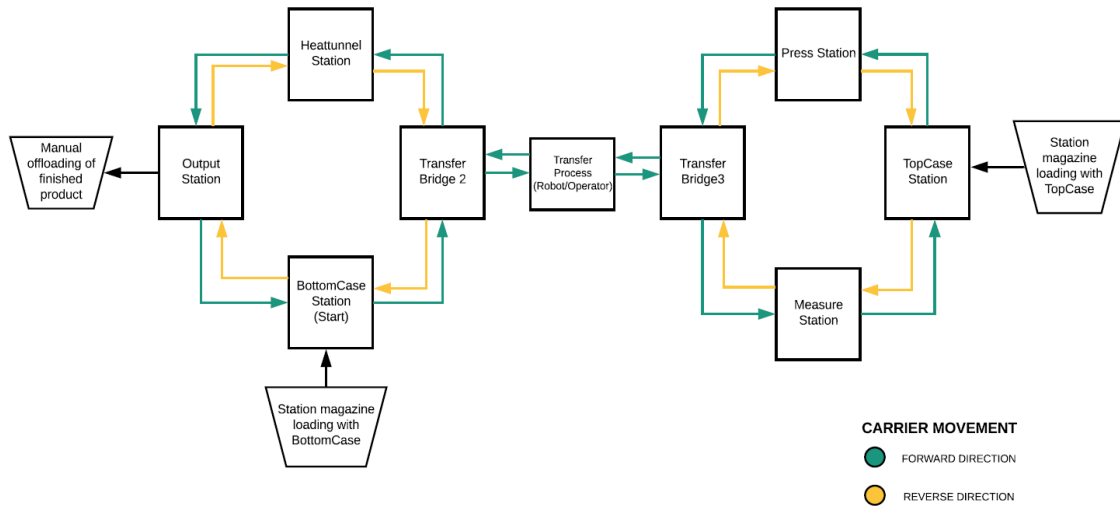 Heattunnel
Station
Press Station
Manual
offloading of
finished
product
Output
Station
Transfer
Bridge 2
Transfer
Process
(Robot/Operator)
Transfer
Bridge3
TopCase
Station
Station
magazine
loading with
TopCase
BottomCase
Station
(Start)
Measure
Station
Station magazine
loading with
BottomCase
CARRIER MOVEMENT
FORWARD DIRECTION
REVERSE DIRECTION